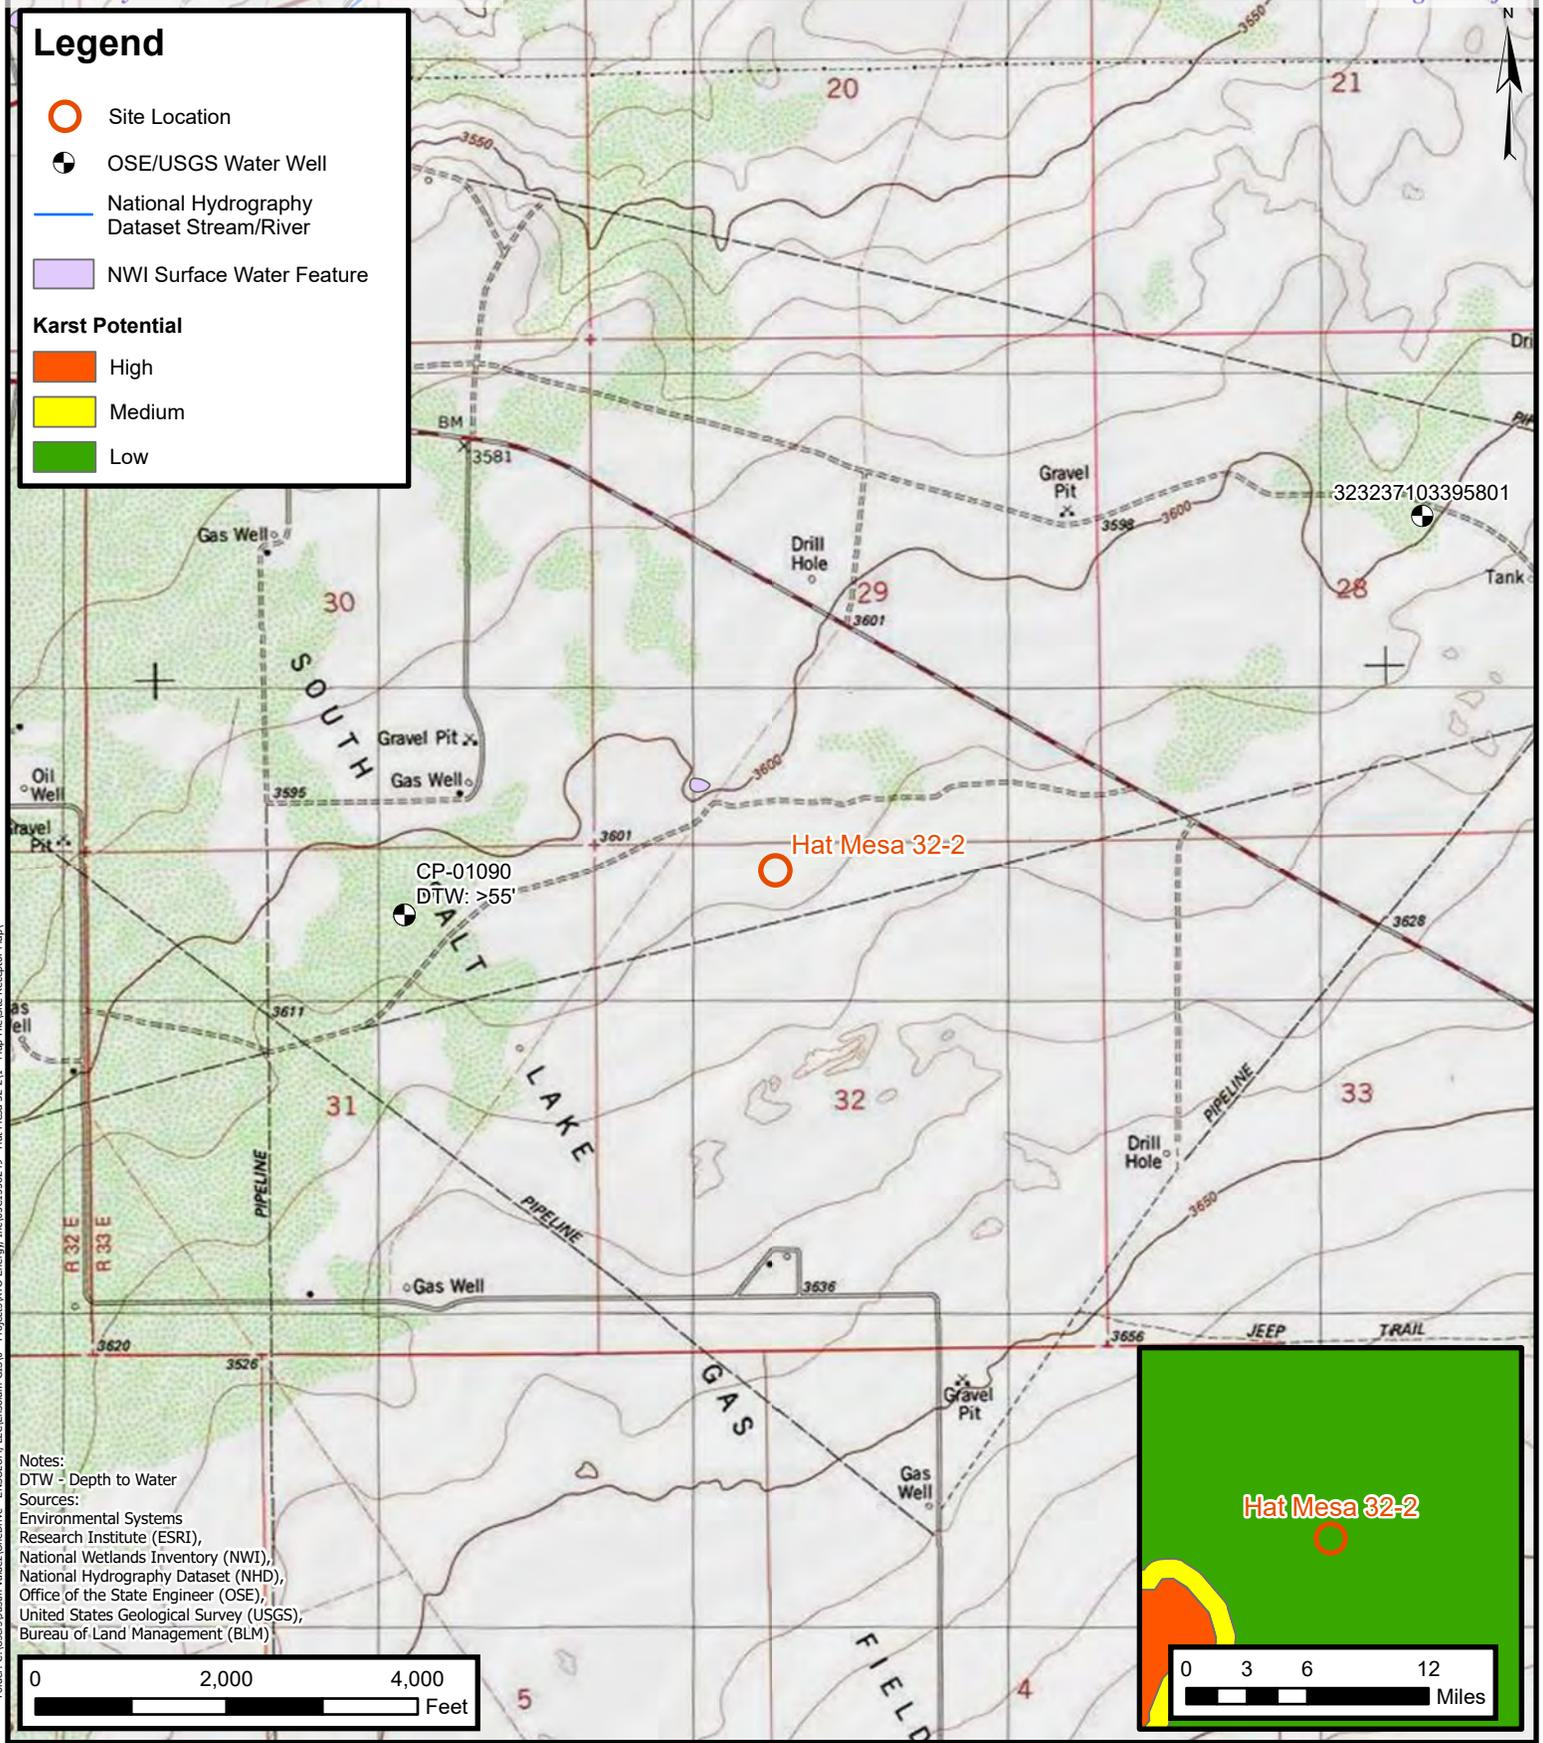 Legend
Site Location
OSE/USGS Water Well
National Hydrography
Dataset Stream/River
NWI Surface Water Feature
Karst Potential
High
Medium
Low
N
3650
20
21
3550
BM
3581
Gravel
Pit
3598
3600
323237103395801
Gas Well
Drill
Hole
30
29
28
Tank
3601
SOUTH
Gravel Pit
Gas Well
Oil
Well
3595
3600
3601
Pit
Hat Mesa 32-2
CP-01090
DTW: >55'
3628
3611
LAKE
31
32
33
PIPELINE
PIPELINE
PIPELINE
Drill
Hole
3650
R 32 E
R 33 E
Gas Well
3636
3620
3526
3656
JEEP TRAIL
GAS
Gravel
Pit
Gas
Well
FIELD
5
4
Notes:
DTW - Depth to Water
Sources:
Environmental Systems
Research Institute (ESRI),
National Wetlands Inventory (NWI),
National Hydrography Dataset (NHD),
Office of the State Engineer (OSE),
United States Geological Survey (USGS),
Bureau of Land Management (BLM)
0 2,000 4,000
Feet
Hat Mesa 32-2
0 3 6 12
Miles